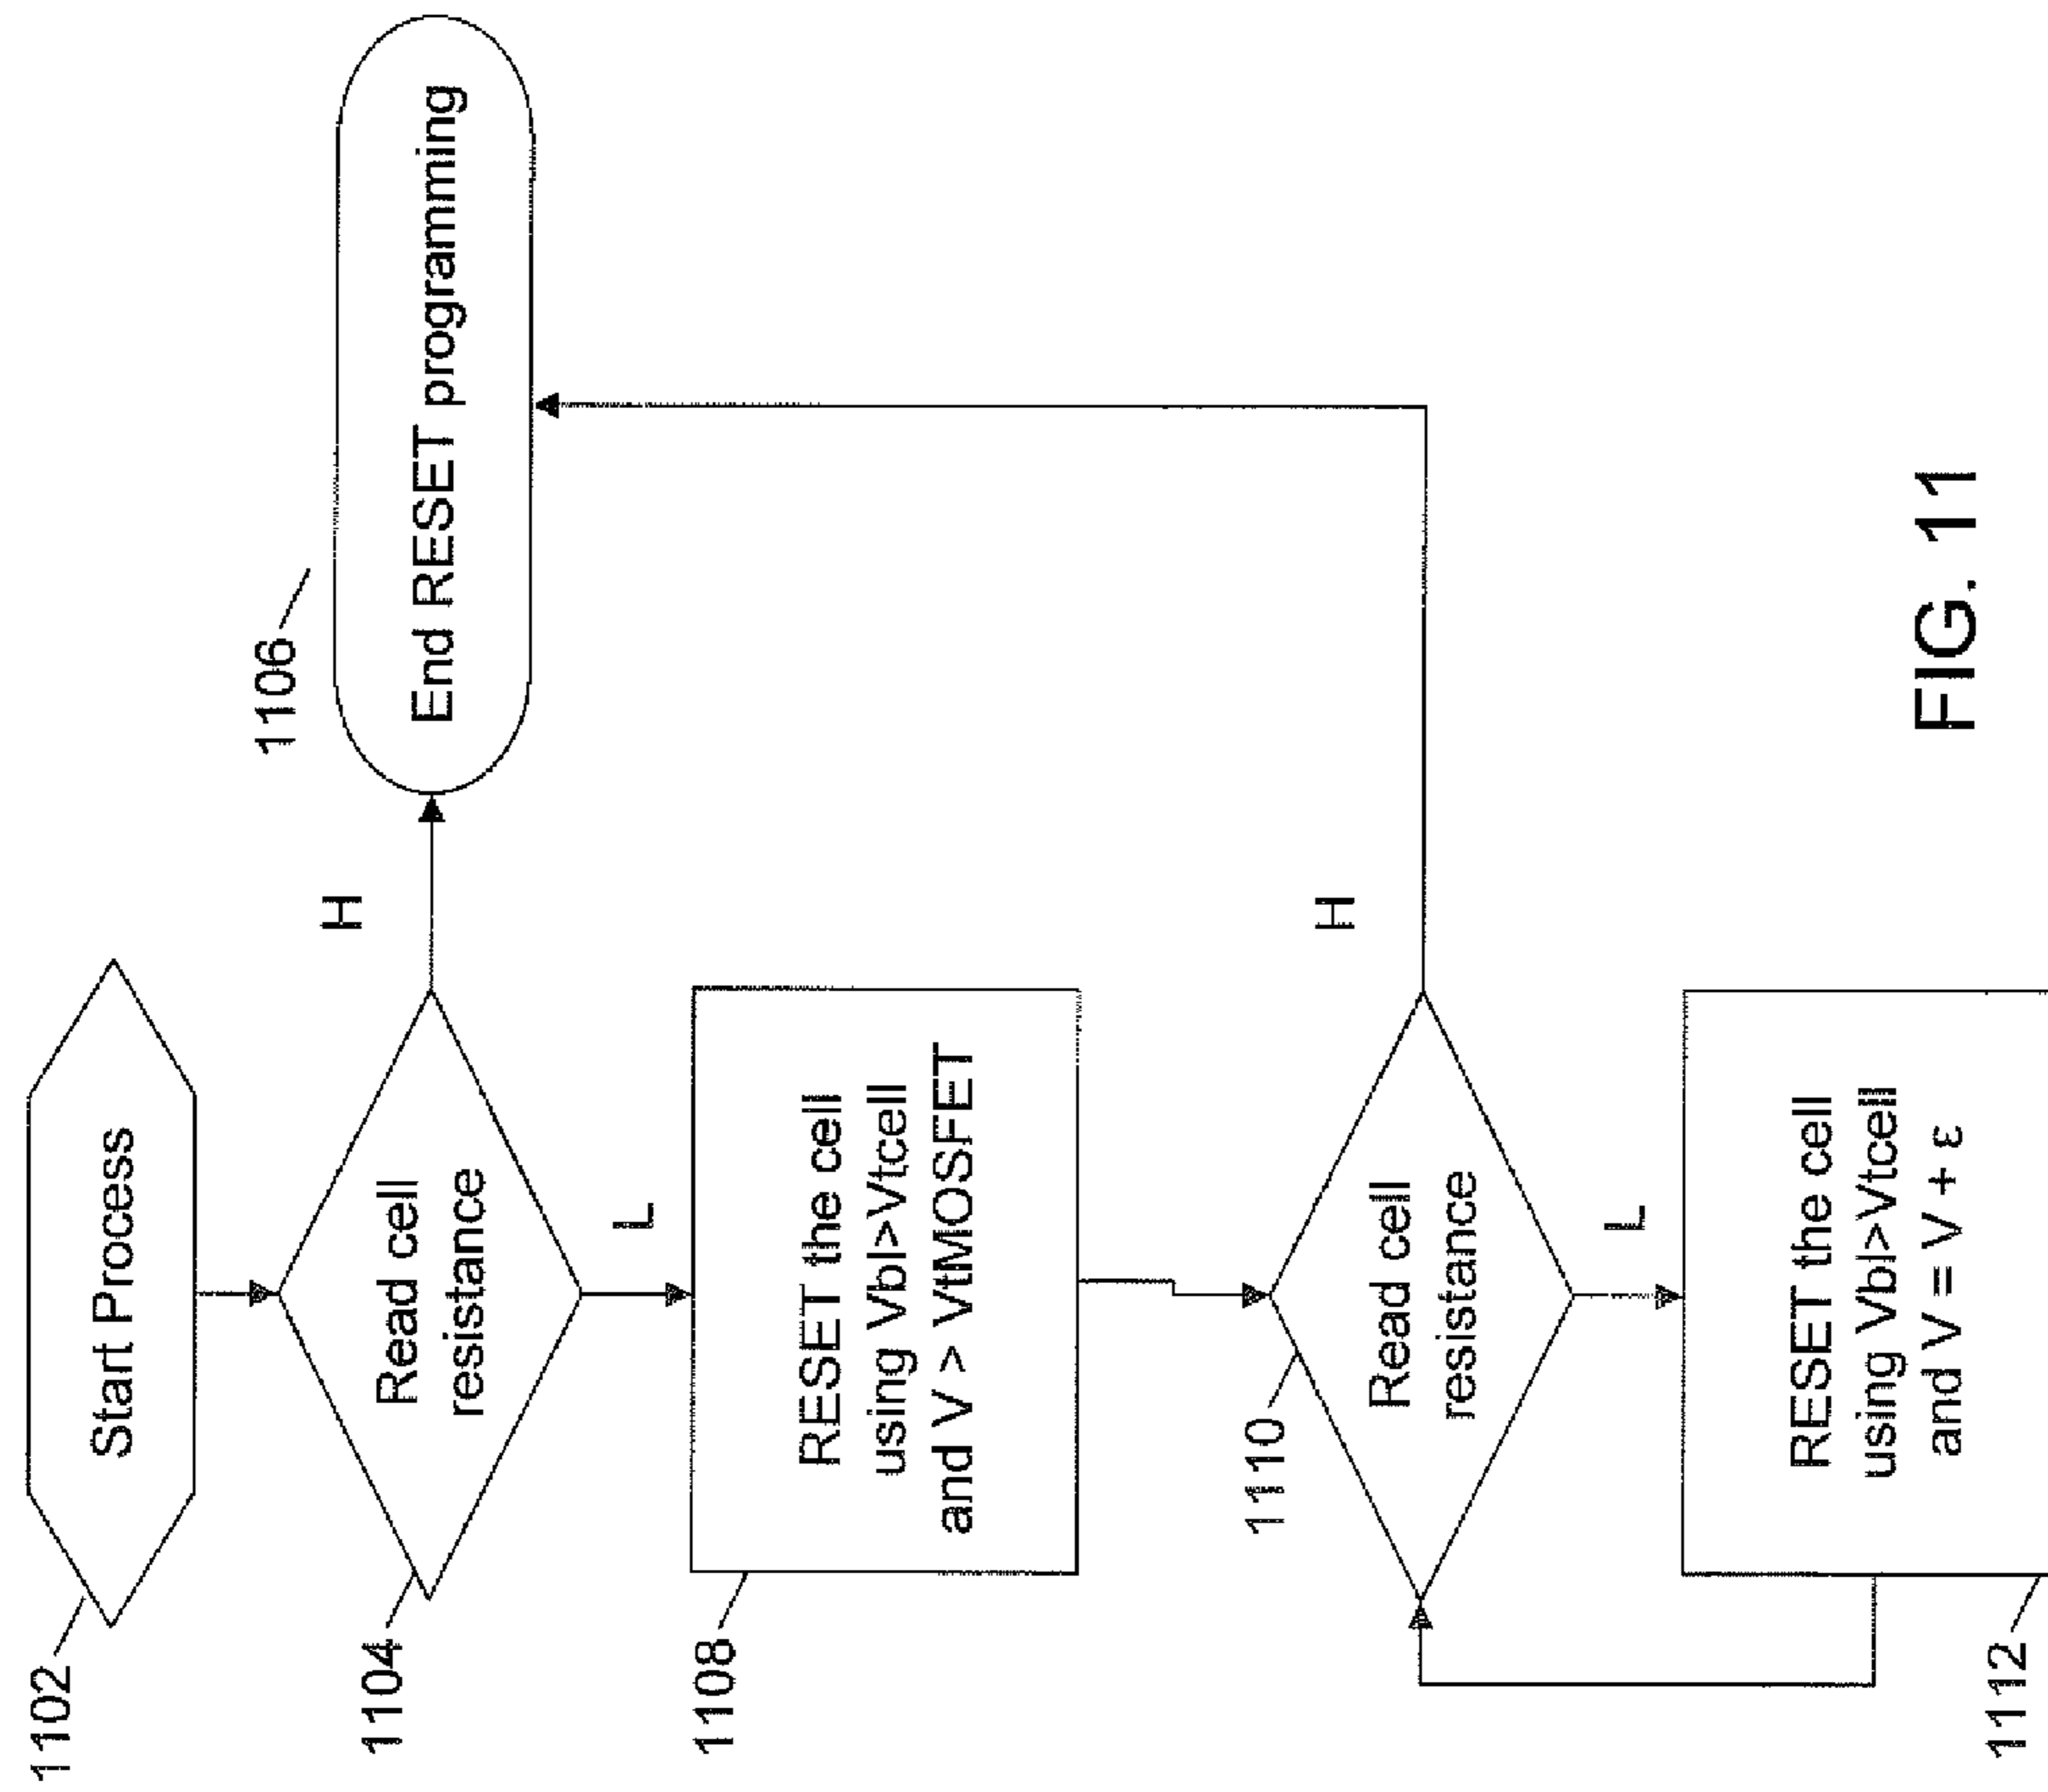 1102
Start Process
1104
Read cell
resistance
H
1106
End RESET programming
L
1108
RESET the cell
using Vbl>Vtcell
and V > VtMOSFET
1110
Read cell
resistance
H
L
1112
RESET the cell
using Vbl>Vtcell
and V = V + ε
FIG. 11